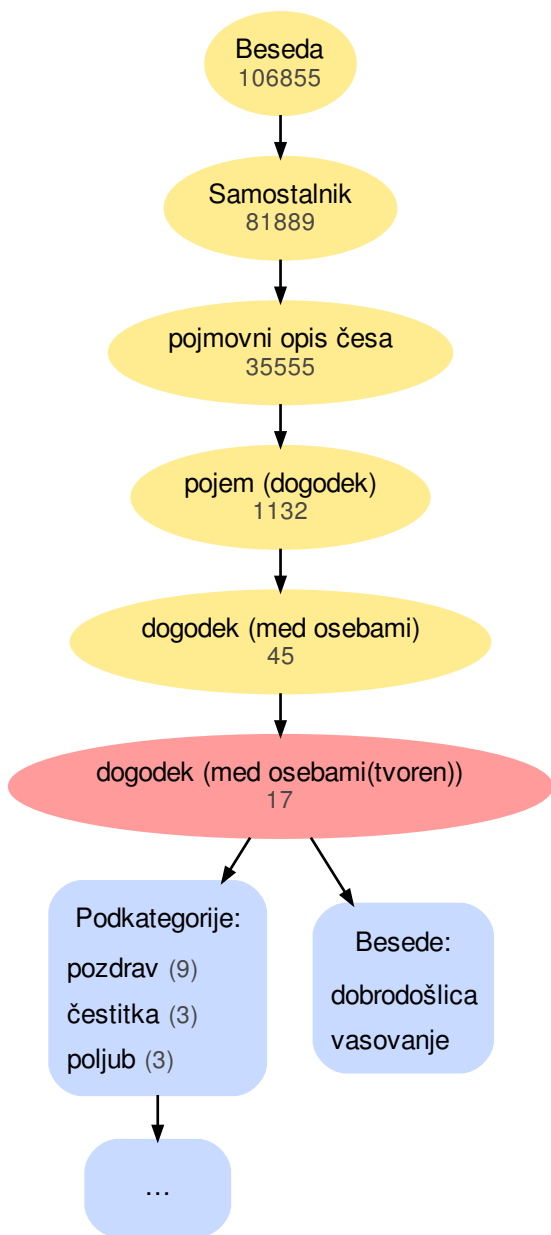 Beseda
106855
Samostalnik
81889
pojmovni opis česa
35555
pojem (dogodek)
1132
dogodek (med osebami)
45
dogodek (med osebami(tvoren))
17
Podkategorije:
pozdrav (9)
čestitka (3)
poljub (3)
Besede:
dobrodošlica
vasovanje
...